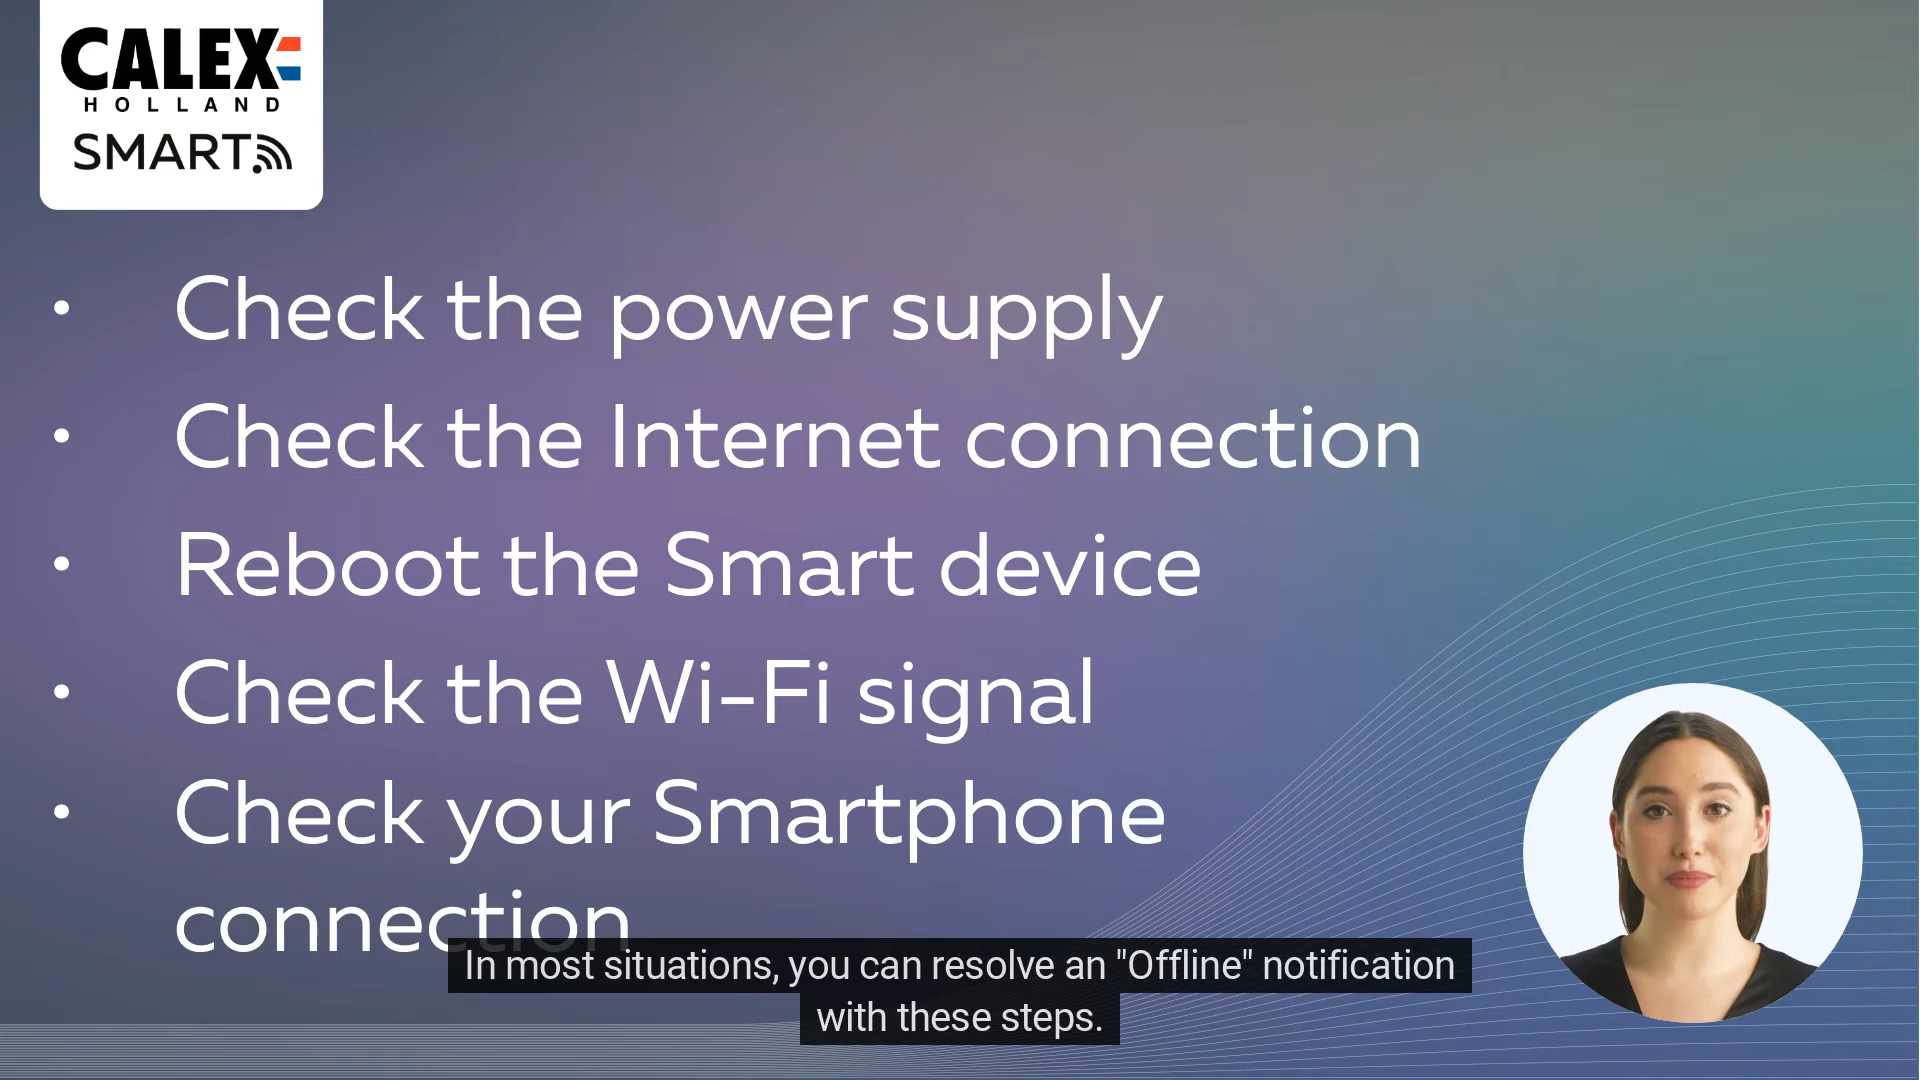 CALEX
HOLLAND
SMART
• Check the power supply
• Check the Internet connection
• Reboot the Smart device
• Check the Wi-Fi signal
• Check your Smartphone
connection
In most situations, you can resolve an "Offline" notification
with these steps.